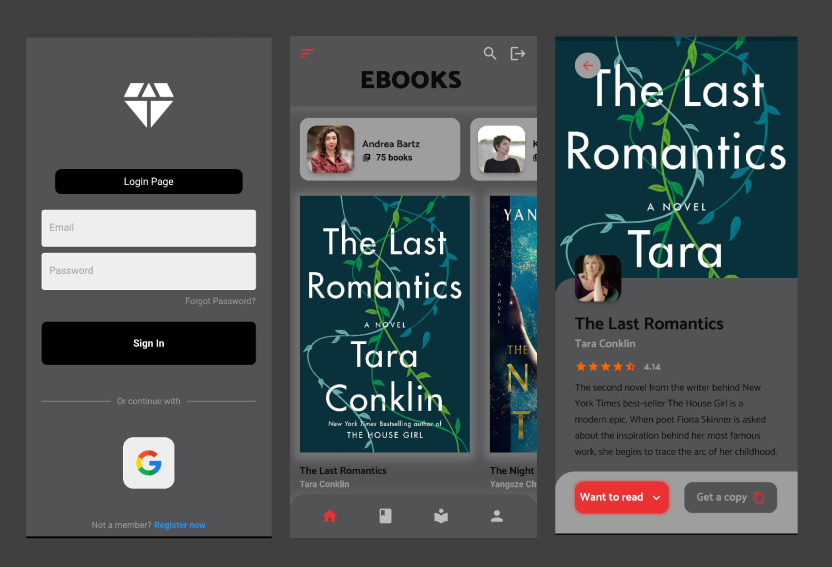 Login Page
Email
Password
Forgot Password?
Sign In
Or continue with
Not a member? Register now
EBOOKS
Andrea Bartz
75 books
The Last
Romantics
A NOVEL
Tara
Conklin
New York Times Bestselling author of
THE HOUSE GIRL
YAN
A NOVEL
THE
N
T
The Last Romantics
Tara Conklin
The Night
Yangsze Ch
The Last
Romantics
A NOVEL
Tara
The Last Romantics
Tara Conklin
4.14
The second novel from the writer behind New
York Times best-seller The House Girl is a
modern epic. When poet Fiona Skinner is asked
about the inspiration behind her most famous
work, she begins to trace the arc of her childhood.
Want to read
Get a copy